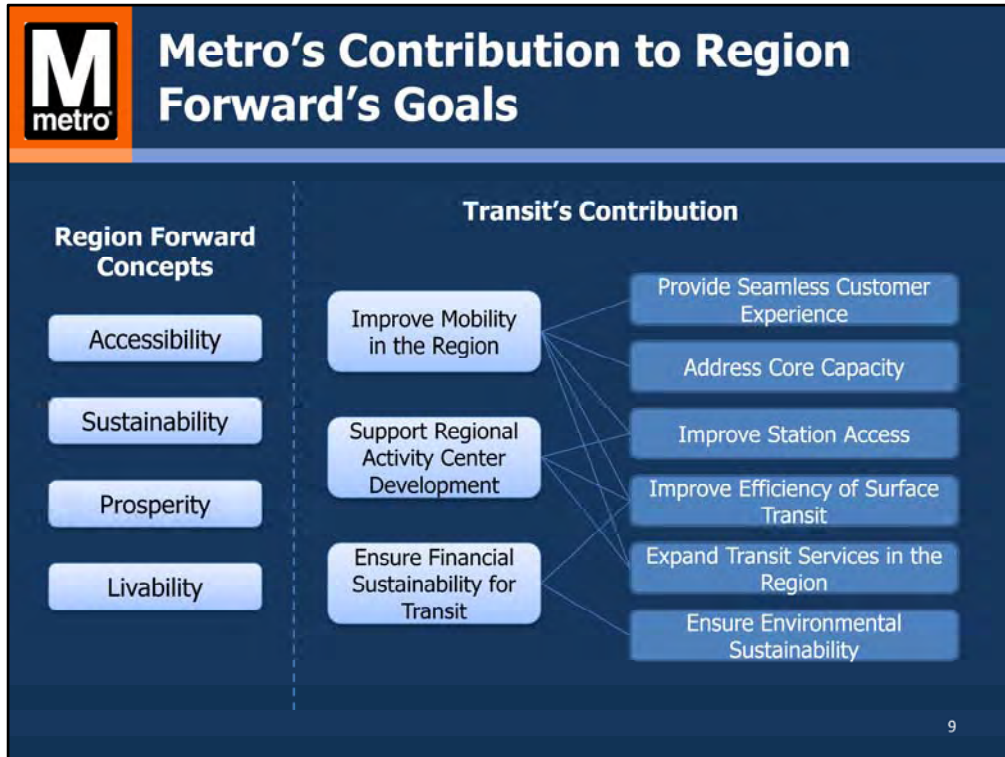 M
metro
Metro's Contribution to Region
Forward's Goals
Region Forward
Concepts
Accessibility
Sustainability
Prosperity
Livability
Transit's Contribution
Improve Mobility
in the Region
Support Regional
Activity Center
Development
Ensure Financial
Sustainability for
Transit
Provide Seamless Customer
Experience
Address Core Capacity
Improve Station Access
Improve Efficiency of Surface
Transit
Expand Transit Services in the
Region
Ensure Environmental
Sustainability
9